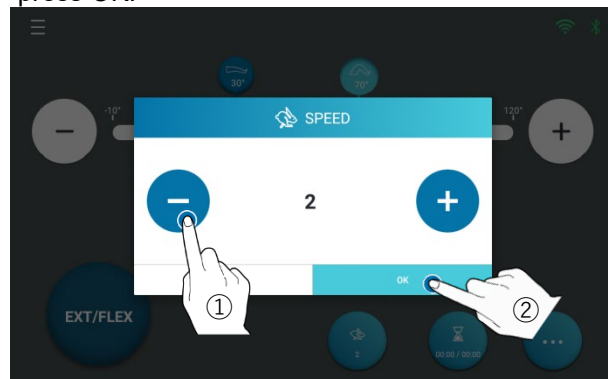 press OK.
30°
70°
-10°
120°
SPEED
2
OK
①
②
EXT/FLEX
2
00:00 / 00:00